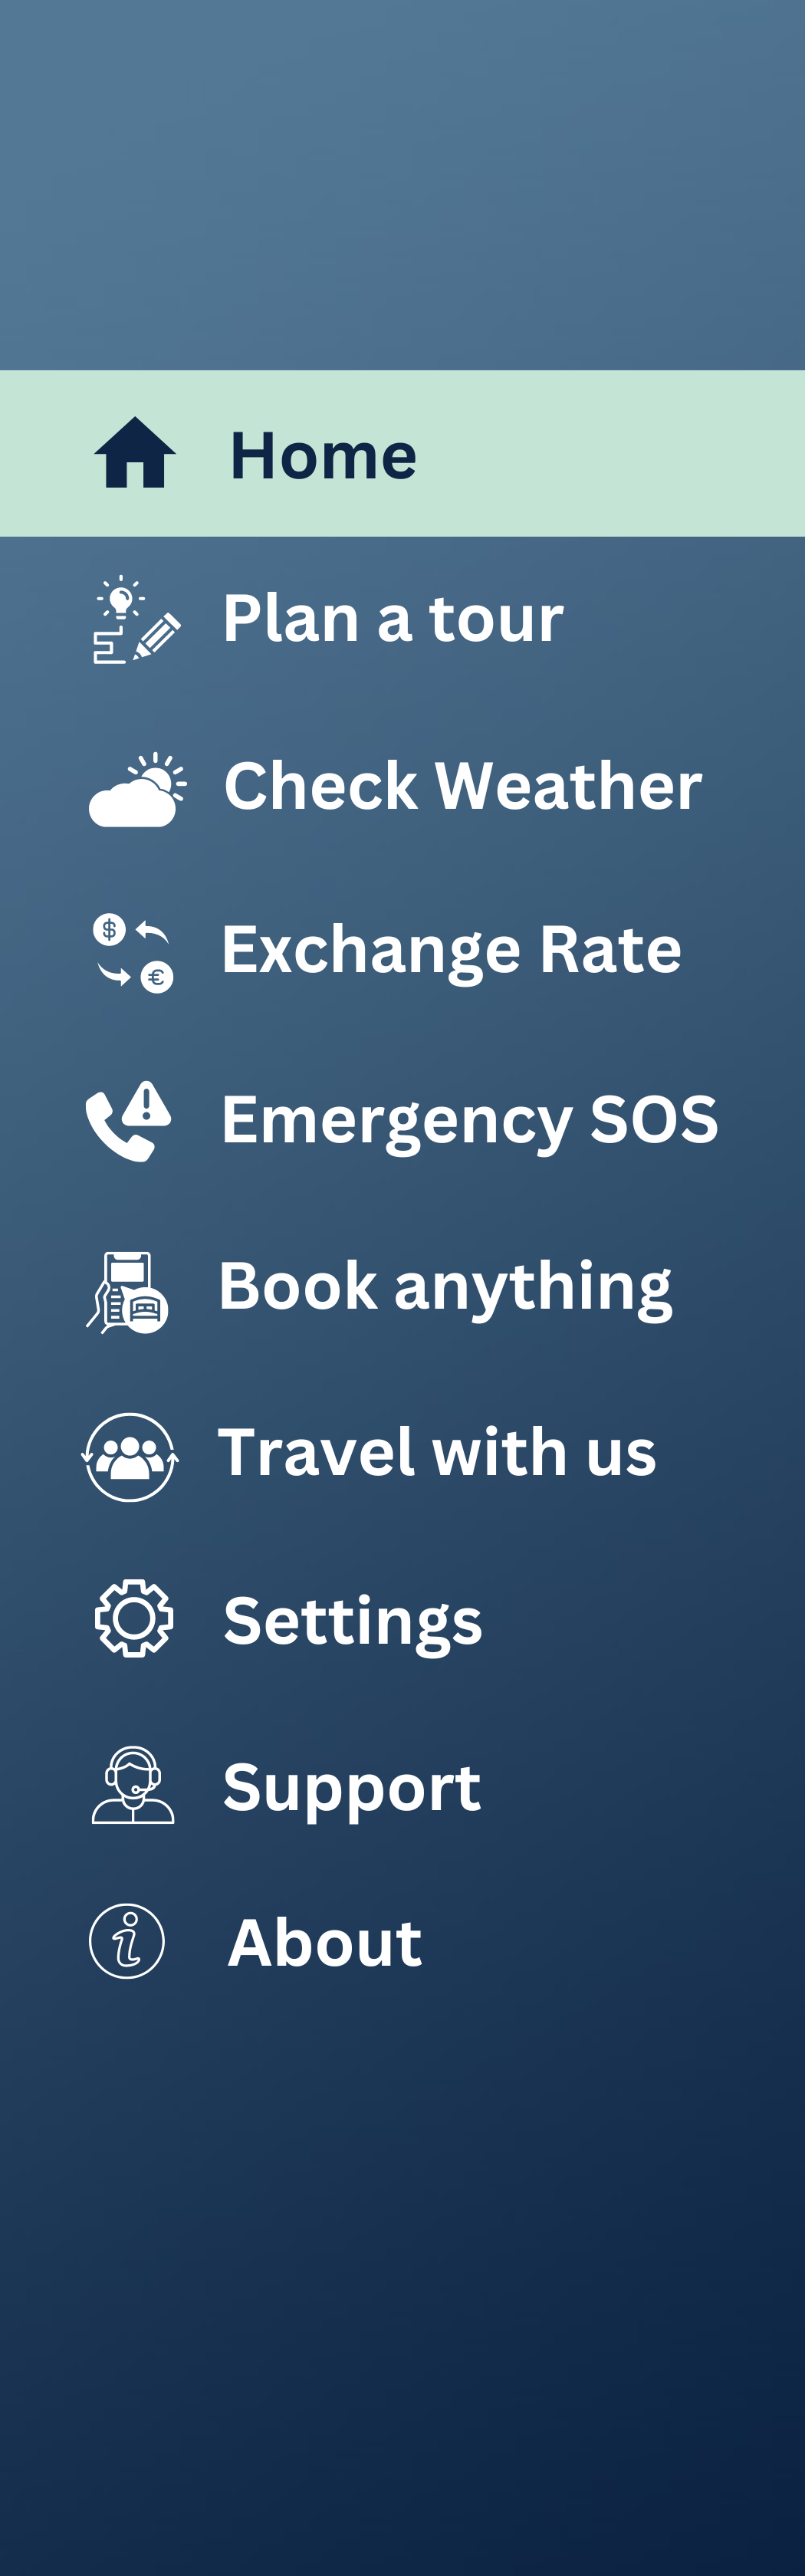 Home
Plan a tour
Check Weather
$
Exchange Rate
€
Emergency SOS
Book anything
Travel with us
Settings
Support
About